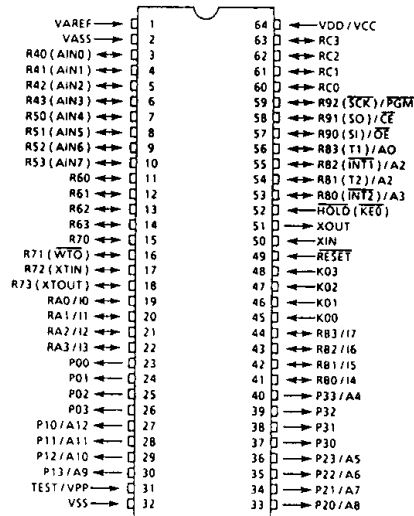 VAREF 1 64 VDD/VCC
VASS 2 63 RC3
R40(AIN0) 3 62 RC2
R41(AIN1) 4 61 RC1
R42(AIN2) 5 60 RC0
R43(AIN3) 6 59 R92(SCK)/PGM
R50(AIN4) 7 58 R91(SO)/CE
R51(AIN5) 8 57 R90(SI)/OE
R52(AIN6) 9 56 R83(T1)/A0
R53(AIN7) 10 55 R82(INT1)/A2
R60 11 54 R81(T2)/A2
R61 12 53 R80(INT2)/A3
R62 13 52 HOLD(KE0)
R63 14 51 XOUT
R70 15 50 XIN
R71(WTO) 16 49 RESET
R72(XTIN) 17 48 K03
R73(XTOUT) 18 47 K02
RA0/I0 19 46 K01
RA1/I1 20 45 K00
RA2/I2 21 44 RB3/I7
RA3/I3 22 43 RB2/I6
P00 23 42 RB1/I5
P01 24 41 RB0/I4
P02 25 40 P33/A4
P03 26 39 P32
P10/A12 27 38 P31
P11/A11 28 37 P30
P12/A10 29 36 P23/A5
P13/A9 30 35 P22/A6
TEST/VPP 31 34 P21/A7
VSS 32 33 P20/A8